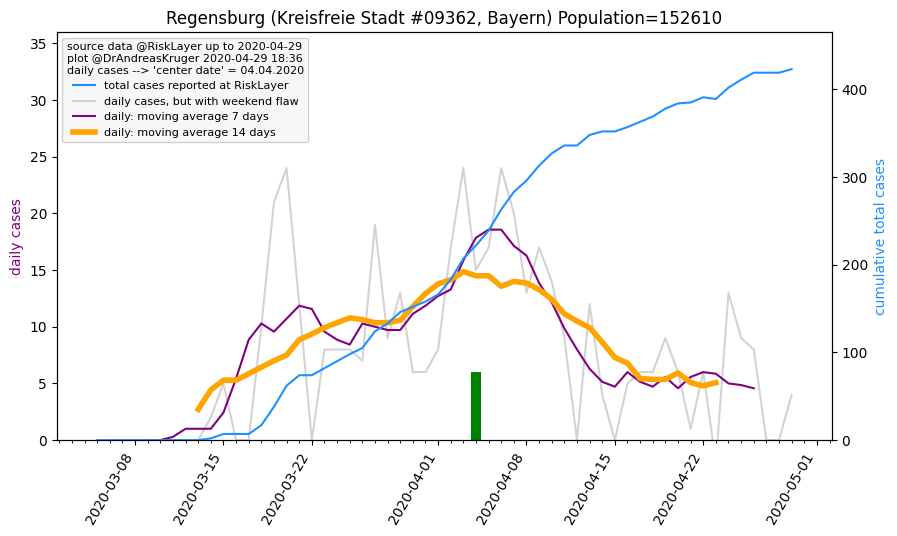 Regensburg (Kreisfreie Stadt #09362, Bayern) Population=152610
source data @RiskLayer up to 2020-04-29
plot @DrAndreasKruger 2020-04-29 18:36
daily cases --> 'center date' = 04.04.2020
total cases reported at RiskLayer
daily cases, but with weekend flaw
daily: moving average 7 days
daily: moving average 14 days
daily cases
35
30
25
20
15
10
5
0
cumulative total cases
400
300
200
100
0
2020-03-08
2020-03-15
2020-03-22
2020-04-01
2020-04-08
2020-04-15
2020-04-22
2020-05-01